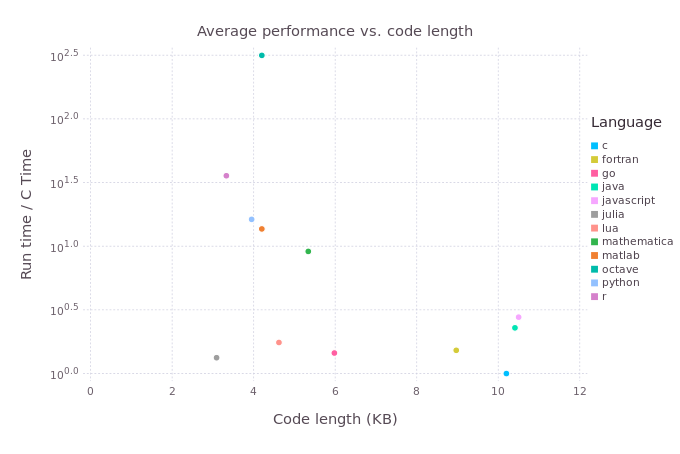 Average performance vs. code length
Run time / C Time
10^2.5
10^2.0
10^1.5
10^1.0
10^0.5
10^0.0
0 2 4 6 8 10 12
Code length (KB)
Language
c
fortran
go
java
javascript
julia
lua
mathematica
matlab
octave
python
r